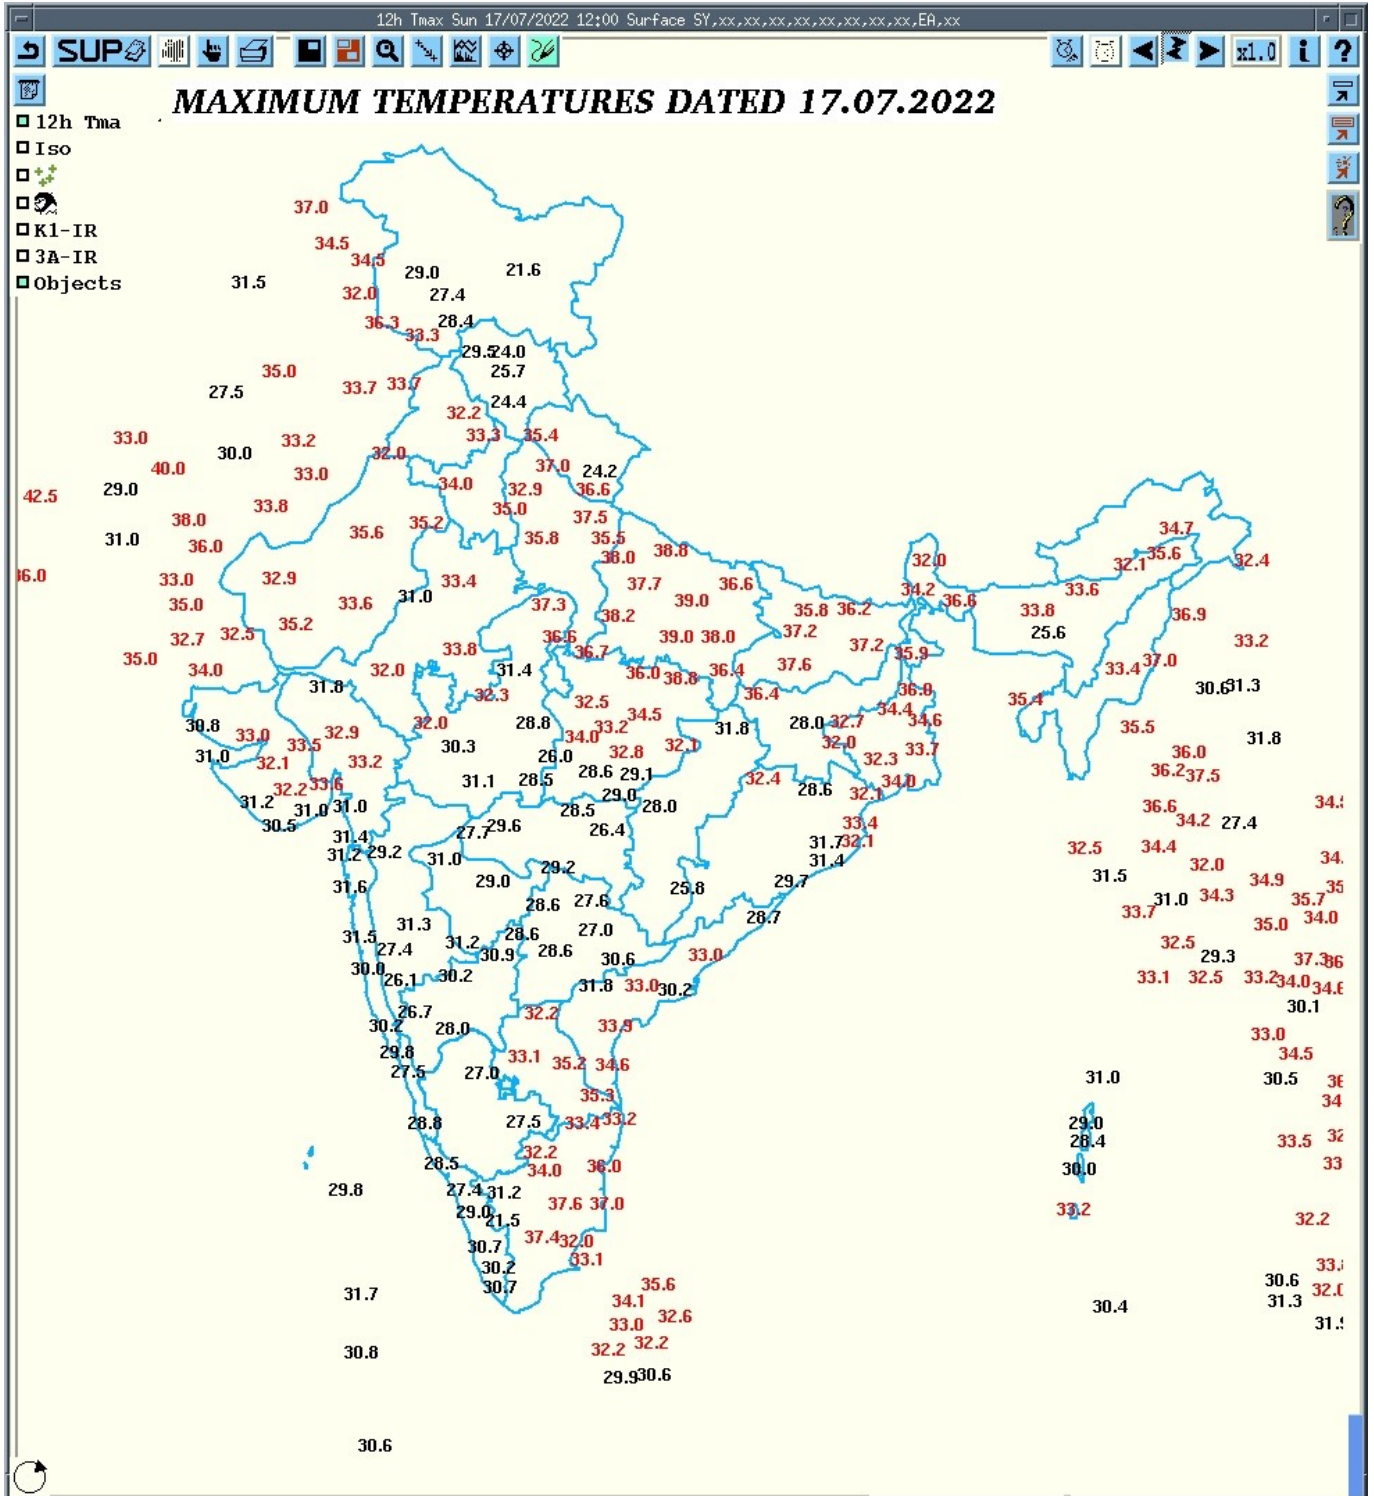 12h Tmax Sun 17/07/2022 12:00 Surface SY,xx,xx,xx,xx,xx,xx,xx,xx,EA,xx
SUP x1.0 i ?
MAXIMUM TEMPERATURES DATED 17.07.2022
12h Tma
Iso
K1-IR
3A-IR
Objects
37.0
34.5
34.5
31.5 29.0 21.6
32.0 27.4
36.3 28.4
33.3
29.5 24.0
35.0 25.7
27.5 33.7 33.7
24.4
32.2
33.0 33.2 33.3 35.4
30.0 32.0
40.0 33.0 37.0 24.2
29.0 34.0 32.9 36.6
42.5
33.8 35.0
38.0 35.2 37.5 34.7
31.0 35.6 35.8 35.5
36.0 38.0 38.8 35.6
32.0 32.1 32.4
33.0 32.9 33.4 37.7 36.6 34.2 33.6
35.0 33.6 31.0 37.3 39.0 35.8 36.2 36.6 33.8
38.2 36.9
32.7 32.5 35.2 36.6 39.0 38.0 37.2 25.6 33.2
33.8 36.7 37.2 35.9
35.0 34.0 32.0 31.4 36.0 38.8 36.4 37.6 33.4 37.0
31.8 32.3 36.4 30.6 31.3
32.5 35.4
30.8 32.0 28.8 34.5 34.4 34.6
33.0 32.9 34.0 33.2 31.8 28.0 32.7 35.5
33.5 30.3 32.1 32.0 31.8
31.0 32.1 33.2 26.0 32.8 32.3 33.7 36.0
28.6 29.1 36.2 37.5
32.2 33.6 31.1 28.5 32.4 28.6 34.0
31.2 31.0 31.0 29.0 28.0 32.1 36.6
30.5 28.5 33.4 34.2 27.4
27.7 29.6 26.4
31.4 31.7 32.1 32.5 34.4
31.2 29.2 31.0 29.2 31.4 32.0
31.6 29.0 25.8 29.7 31.5 34.9
28.6 27.6 31.0 34.3 35.7
31.3 28.7 33.7 35.0 34.0
31.5 31.2 28.6 27.0
27.4 30.9 28.6 30.6 33.0 32.5 29.3
30.0 26.1 30.2 31.8 33.0 30.2 33.1 32.5 33.2 34.0
26.7 32.2 30.1
30.2 28.0 33.9 33.0
29.8 33.1 35.2 34.6 34.5
27.5 27.0 31.0 30.5
35.3
28.8 27.5 33.4 33.2 29.0
28.4 33.5
32.2
28.5 34.0 30.0
29.8 27.4 31.2
29.0 37.6 37.0 33.2
32.2
30.7 37.4 32.0
30.2 33.1
30.7 35.6 30.6
31.7 34.1 30.4 31.3
33.0 32.6
30.8 32.2 32.2
29.9 30.6
30.6